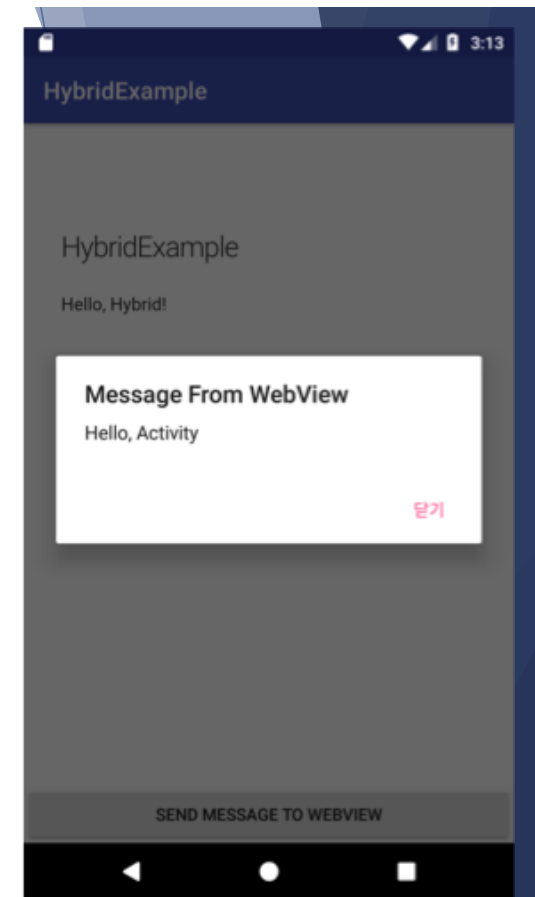 3:13
HybridExample
HybridExample
Hello, Hybrid!
Message From WebView
Hello, Activity
닫기
SEND MESSAGE TO WEBVIEW